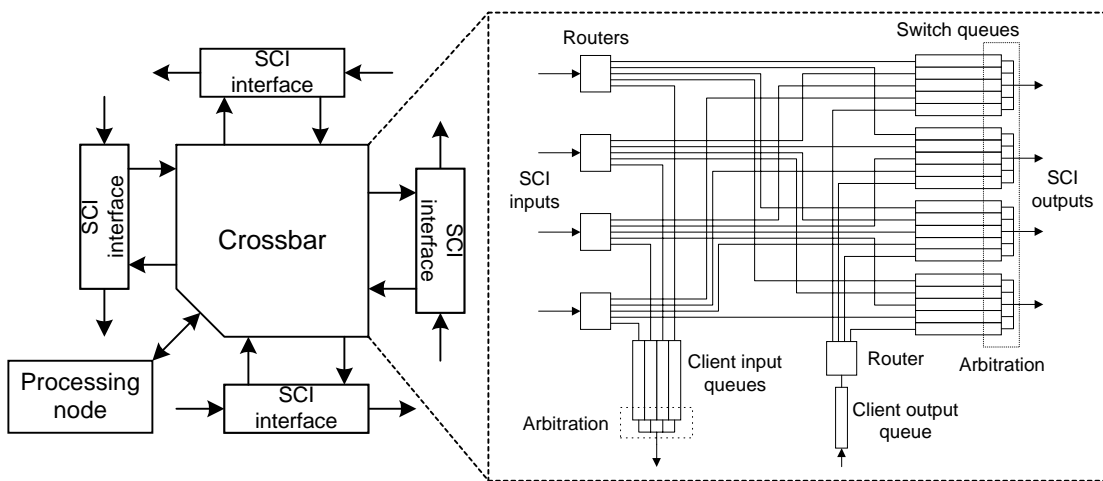 SCI
interface
SCI
interface
Crossbar
SCI
interface
Processing
node
SCI
interface
Routers
Switch queues
SCI
inputs
SCI
outputs
Client input
queues
Router
Arbitration
Arbitration
Client output
queue